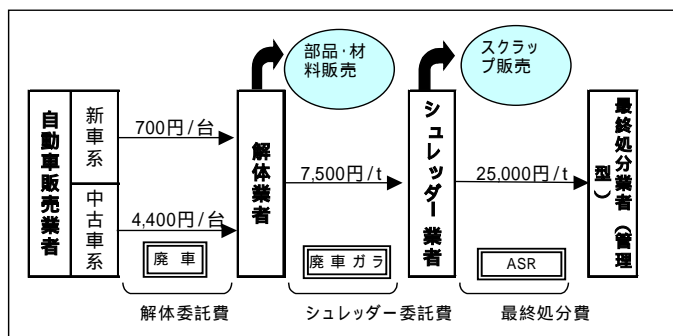 部品・材
料販売
スクラッ
プ販売
自動車販売業者
新車系
中古車系
700円/台
4,400円/台
廃車
解体業者
7,500円/t
廃車ガラ
シュレッダー業者
25,000円/t
ASR
最終処分業者（管理
型）
解体委託費
シュレッダー委託費
最終処分費